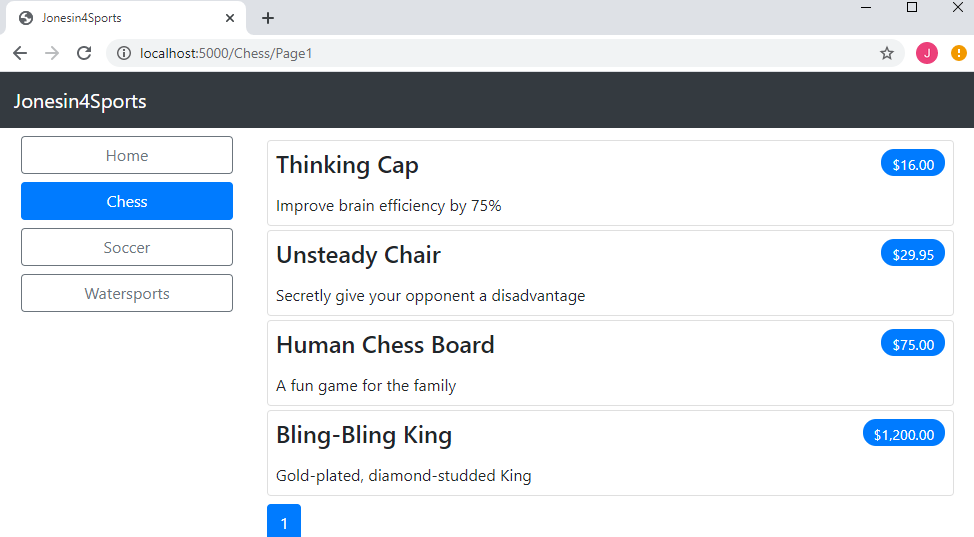 Jonesin4Sports
localhost:5000/Chess/Page1
J
Jonesin4Sports
Home
Chess
Soccer
Watersports
Thinking Cap
$16.00
Improve brain efficiency by 75%
Unsteady Chair
$29.95
Secretly give your opponent a disadvantage
Human Chess Board
$75.00
A fun game for the family
Bling-Bling King
$1,200.00
Gold-plated, diamond-studded King
1